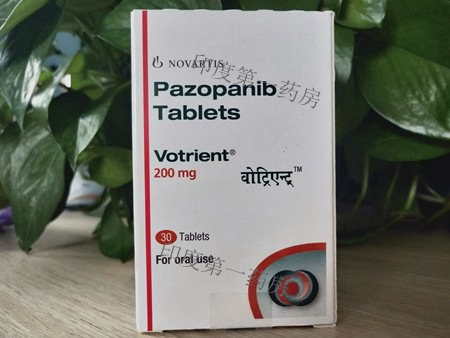 NOVARTIS
印度第一药房
Pazopanib
Tablets
Votrient®
200 mg
वोट्रिएन्ट्™
30 Tablets
For oral use
印度第一药房